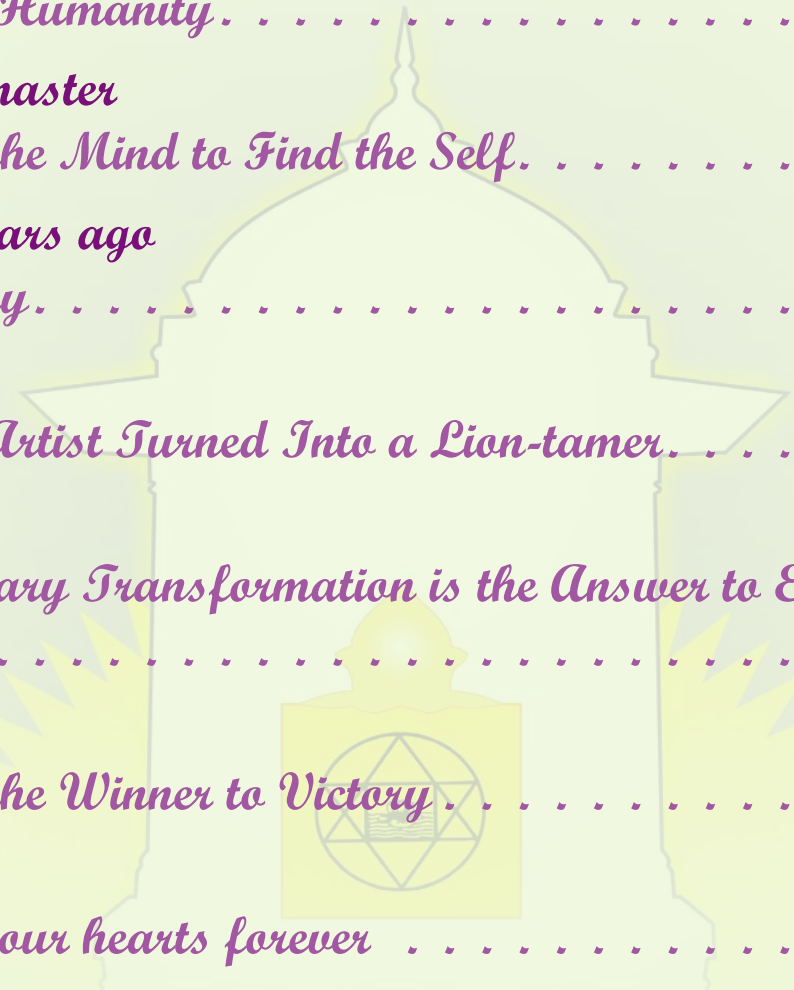 Humanity. . . . . . . . . . . . . . . .
naster
he Mind to Find the Self. . . . . . . .
ars ago
y. . . . . . . . . . . . . . . . . . . . .
Artist Turned Into a Lion-tamer. . . .
ary Transformation is the Answer to E
. . . . . . . . . . . . . . . . . . . . . .
he Winner to Victory . . . . . . . . . .
our hearts forever . . . . . . . . . . .